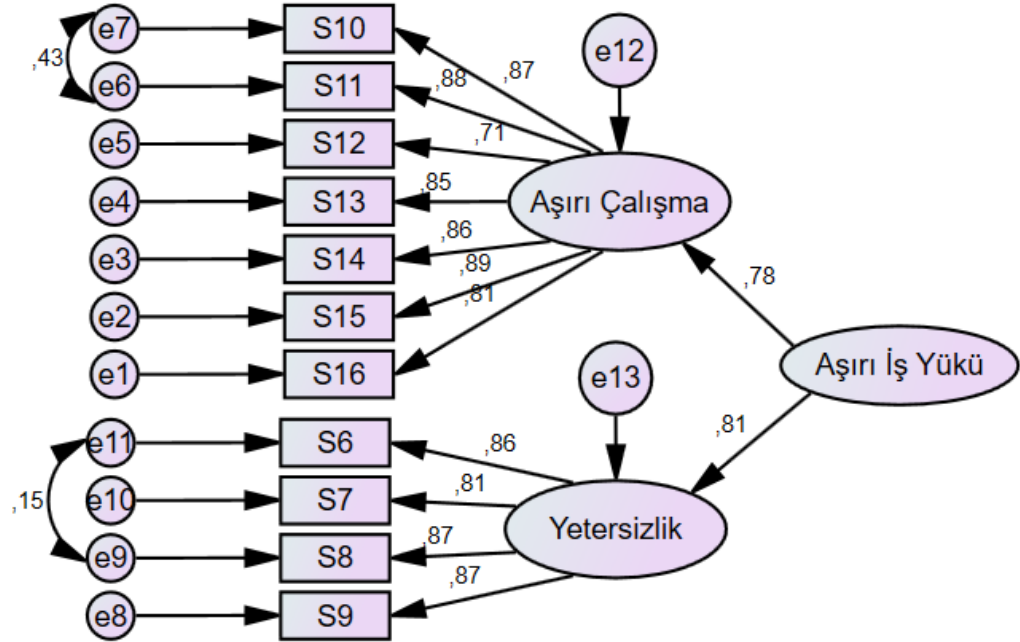 e7
S10
,43
e6
S11
e5
S12
e4
S13
e3
S14
e2
S15
e1
S16
e12
,87
,88
,71
,85
,86
,89
,81
Aşırı Çalışma
,78
Aşırı İş Yükü
,81
e13
e11
S6
,15
e10
S7
e9
S8
e8
S9
,86
,81
,87
,87
Yetersizlik